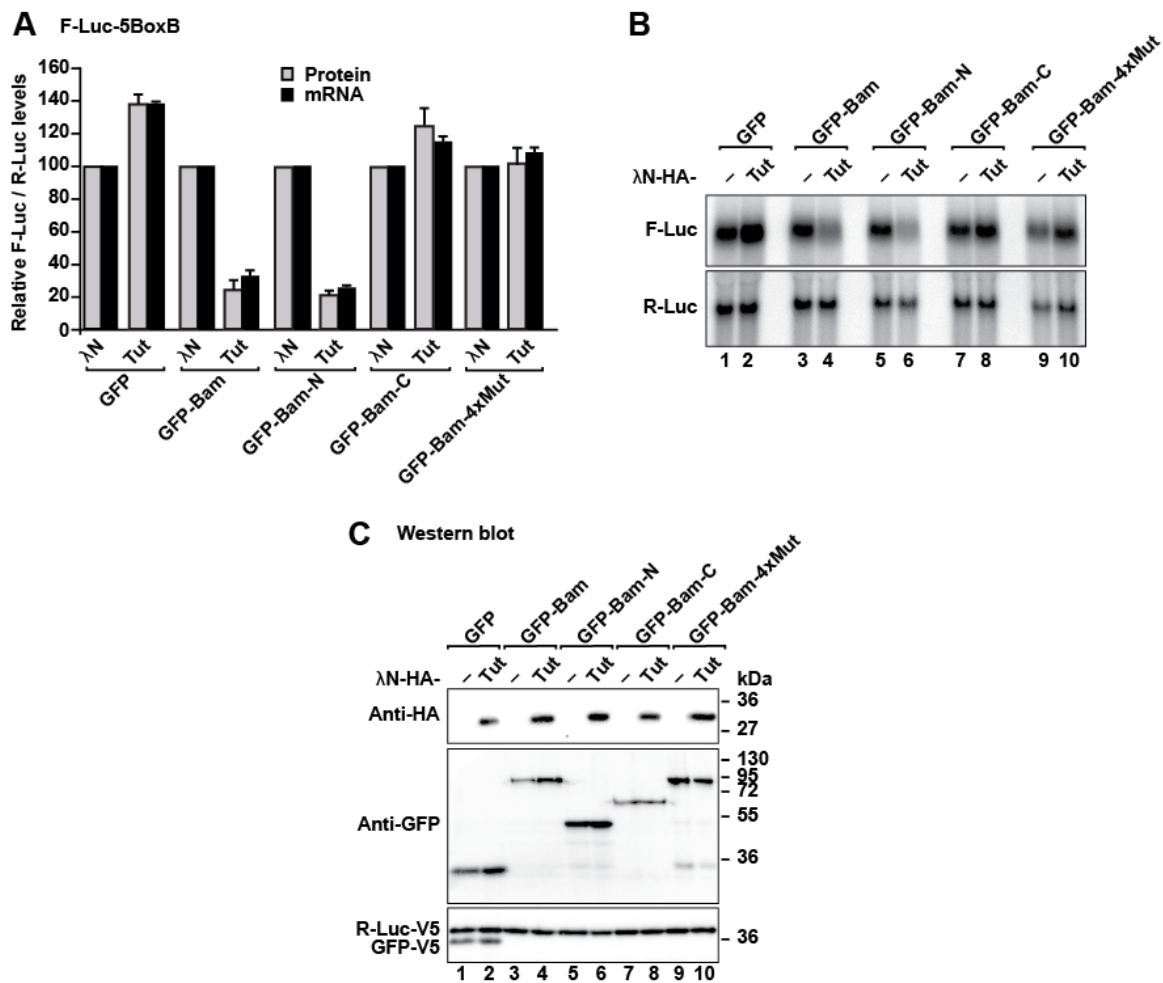 A F-Luc-5BoxB
Relative F-Luc / R-Luc levels
160
140
120
100
80
60
40
20
0
Protein
mRNA
λN Tut λN Tut λN Tut λN Tut λN Tut
GFP GFP-Bam GFP-Bam-N GFP-Bam-C GFP-Bam-4xMut
B
GFP GFP-Bam GFP-Bam-N GFP-Bam-C GFP-Bam-4xMut
λN-HA- – Tut – Tut – Tut – Tut – Tut
F-Luc
R-Luc
1 2 3 4 5 6 7 8 9 10
C Western blot
GFP GFP-Bam GFP-Bam-N GFP-Bam-C GFP-Bam-4xMut
λN-HA- – Tut – Tut – Tut – Tut – Tut kDa
Anti-HA
36
27
Anti-GFP
130
95
72
55
36
R-Luc-V5
GFP-V5
36
1 2 3 4 5 6 7 8 9 10